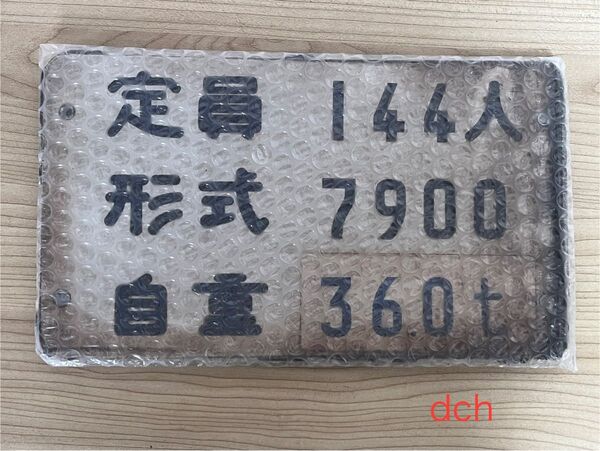 定員 144人
形式 7900
自重 36.0t
dch